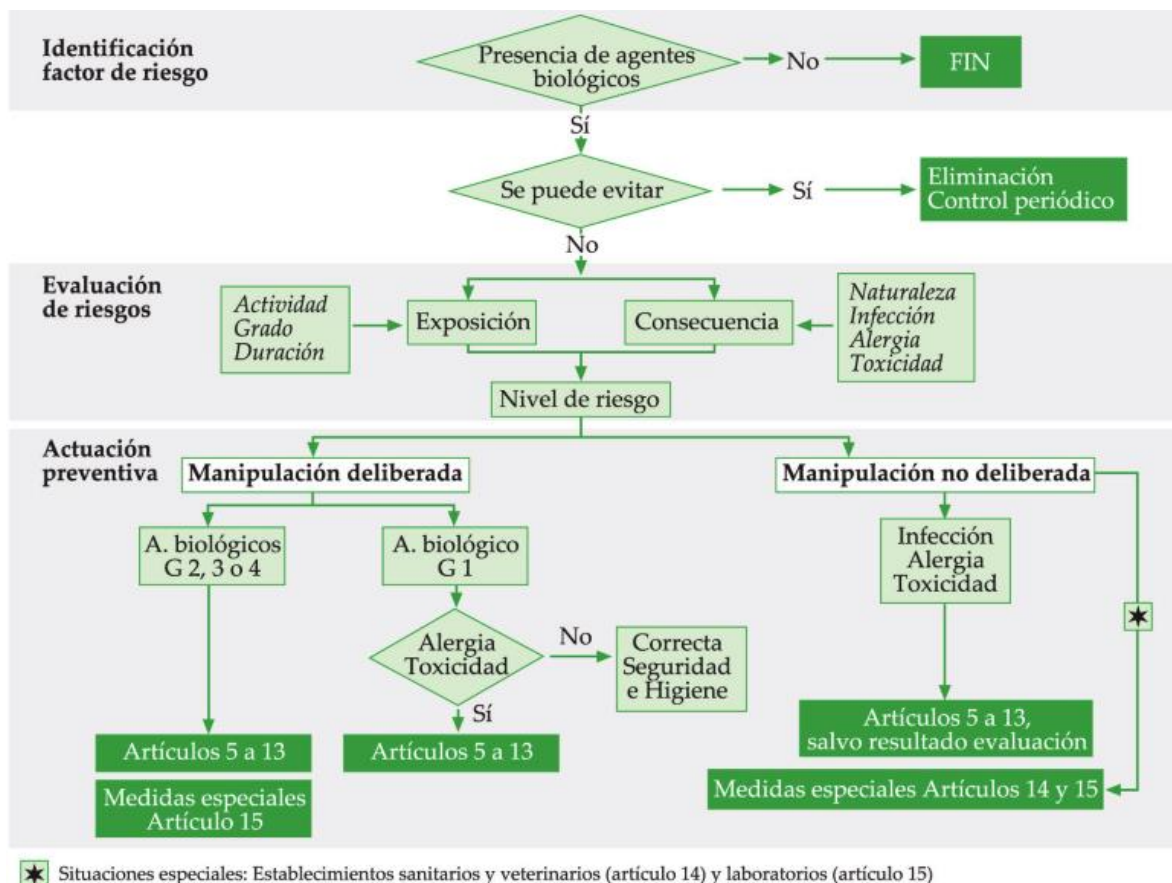 Identificación
factor de riesgo
Presencia de agentes
biológicos
No
FIN
Sí
Se puede evitar
Sí
Eliminación
Control periódico
No
Evaluación
de riesgos
Actividad
Grado
Duración
Exposición
Consecuencia
Naturaleza
Infección
Alergia
Toxicidad
Nivel de riesgo
Actuación
preventiva
Manipulación deliberada
Manipulación no deliberada
A. biológicos
G 2, 3 o 4
A. biológico
G 1
Infección
Alergia
Toxicidad
Alergia
Toxicidad
No
Correcta
Seguridad
e Higiene
Sí
Artículos 5 a 13
Artículos 5 a 13
Artículos 5 a 13,
salvo resultado evaluación
Medidas especiales
Artículo 15
Medidas especiales Artículos 14 y 15
Situaciones especiales: Establecimientos sanitarios y veterinarios (artículo 14) y laboratorios (artículo 15)